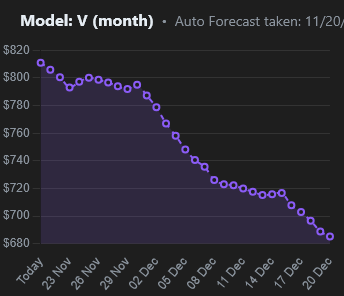 Model: V (month) • Auto Forecast taken: 11/20/
$820
$800
$780
$760
$740
$720
$700
$680
Today
23 Nov
26 Nov
29 Nov
02 Dec
05 Dec
08 Dec
11 Dec
14 Dec
17 Dec
20 Dec